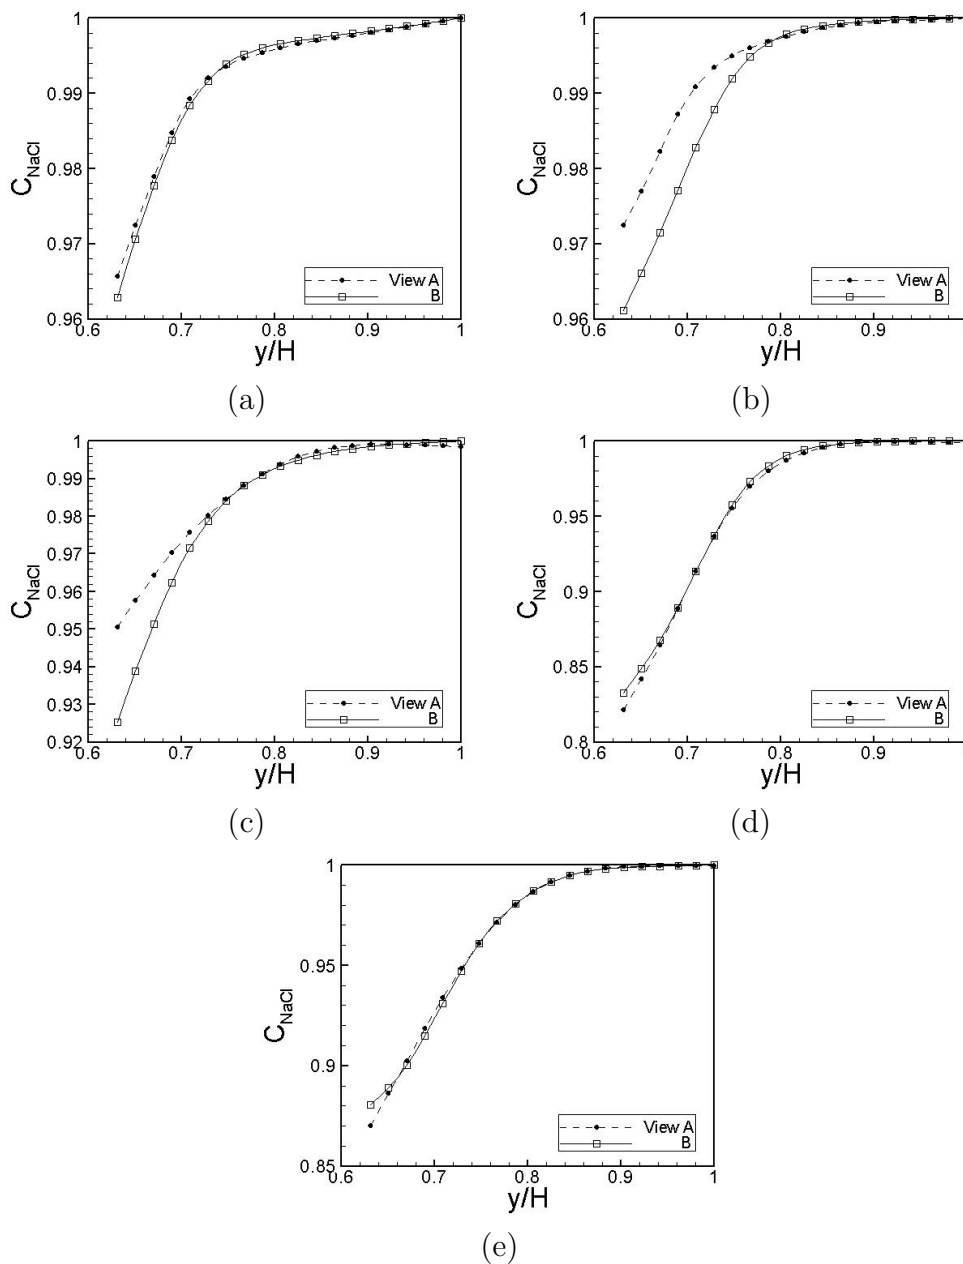 1
0.99
0.98
0.97
0.96
C_NaCl
0.6 0.7 0.8 0.9 1
y/H
View A
B
(a)
1
0.99
0.98
0.97
0.96
C_NaCl
0.6 0.7 0.8 0.9
y/H
View A
B
(b)
1
0.99
0.98
0.97
0.96
0.95
0.94
0.93
0.92
C_NaCl
0.6 0.7 0.8 0.9 1
y/H
View A
B
(c)
1
0.95
0.9
0.85
0.8
C_NaCl
0.6 0.7 0.8 0.9
y/H
View A
B
(d)
1
0.95
0.9
0.85
C_NaCl
0.6 0.7 0.8 0.9 1
y/H
View A
B
(e)